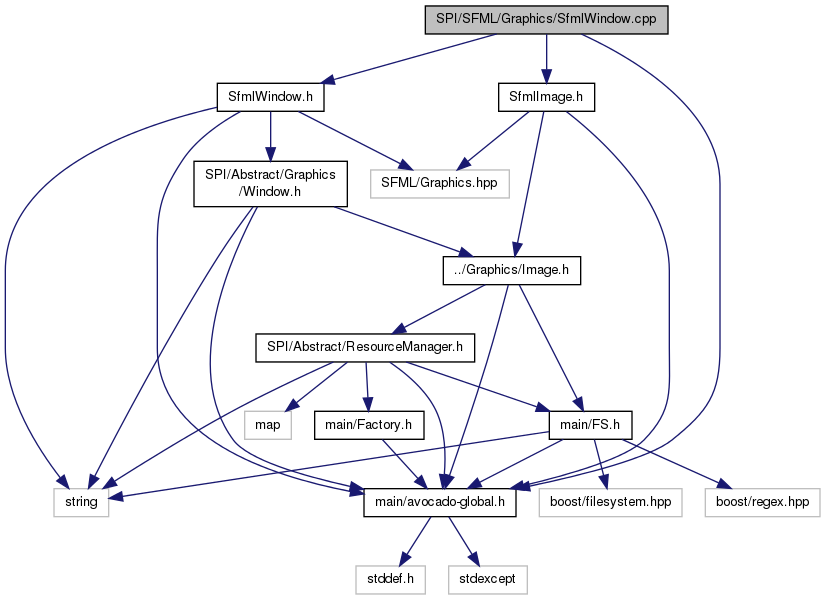 SPI/SFML/Graphics/SfmlWindow.cpp
SfmlWindow.h
SfmlImage.h
SPI/Abstract/Graphics
/Window.h
SFML/Graphics.hpp
../Graphics/Image.h
SPI/Abstract/ResourceManager.h
map
main/Factory.h
main/FS.h
string
main/avocado-global.h
boost/filesystem.hpp
boost/regex.hpp
stddef.h
stdexcept